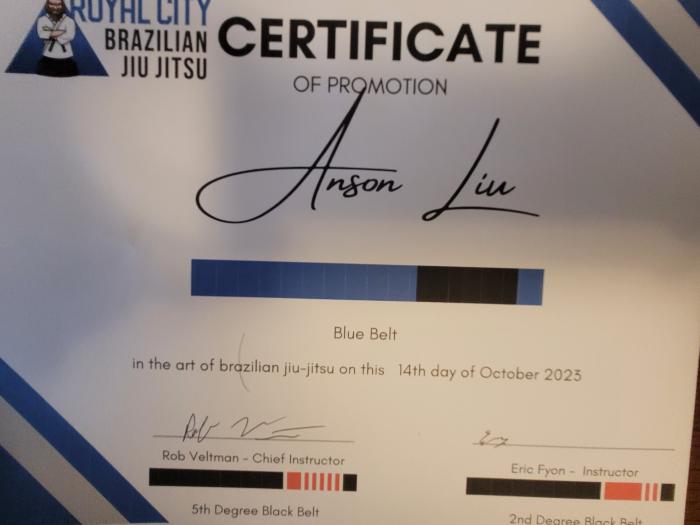 ROYAL CITY
BRAZILIAN
JIU JITSU
CERTIFICATE
OF PROMOTION
Anson Liu
Blue Belt
in the art of brazilian jiu-jitsu on this 14th day of October 2023
Rob Veltman - Chief Instructor
Eric Fyon - Instructor
5th Degree Black Belt
2nd Degree Black Belt